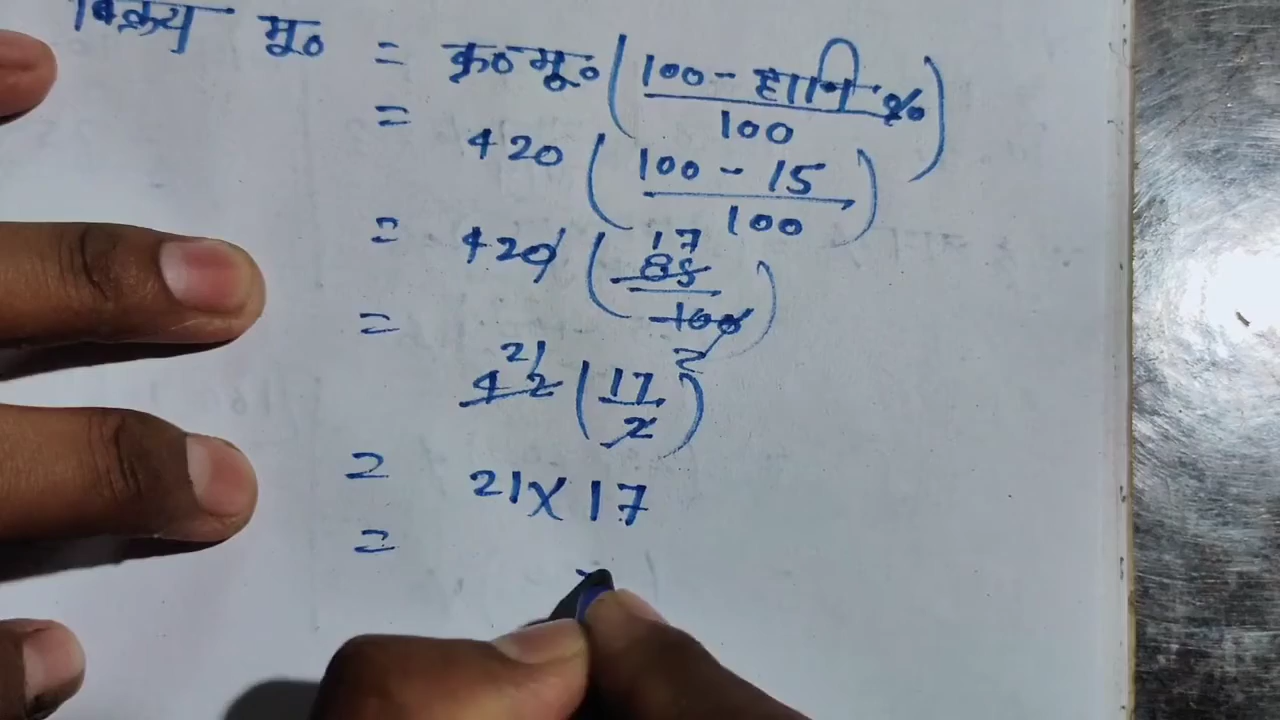 विक्रय मू० = क्र०मू० (100 - हानि % / 100)
= 420 (100 - 15 / 100)
= 420 (17 85 / 100 2)
= 21 42 (17 / 2)
= 21 X 17
=